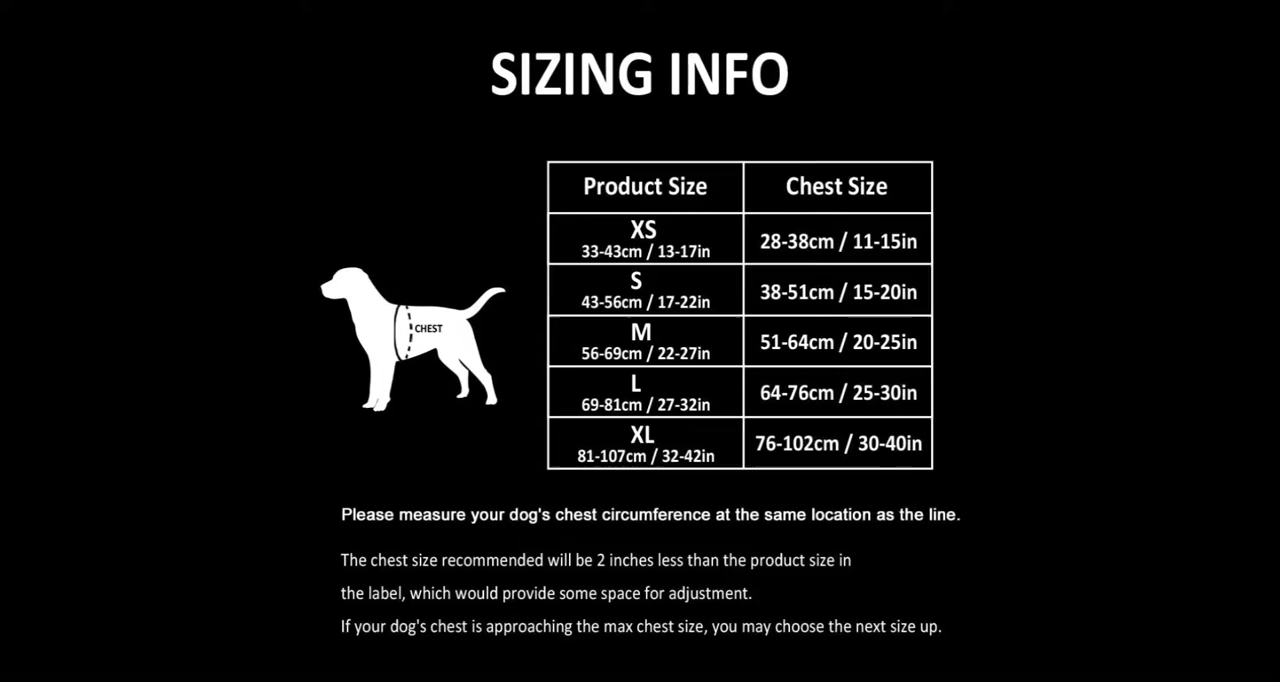 SIZING INFO
Product Size Chest Size
XS
33-43cm / 13-17in
28-38cm / 11-15in
S
43-56cm / 17-22in
38-51cm / 15-20in
M
56-69cm / 22-27in
51-64cm / 20-25in
L
69-81cm / 27-32in
64-76cm / 25-30in
XL
81-107cm / 32-42in
76-102cm / 30-40in
CHEST
Please measure your dog's chest circumference at the same location as the line.
The chest size recommended will be 2 inches less than the product size in
the label, which would provide some space for adjustment.
If your dog's chest is approaching the max chest size, you may choose the next size up.